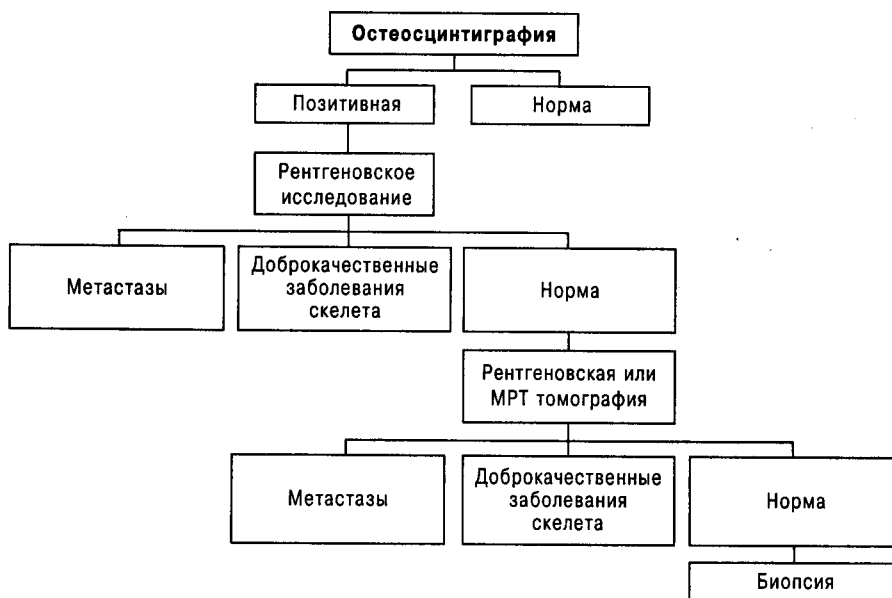 Остеосцинтиграфия
Позитивная
Норма
Рентгеновское
исследование
Метастазы
Доброкачественные
заболевания
скелета
Норма
Рентгеновская или
МРТ томография
Метастазы
Доброкачественные
заболевания
скелета
Норма
Биопсия